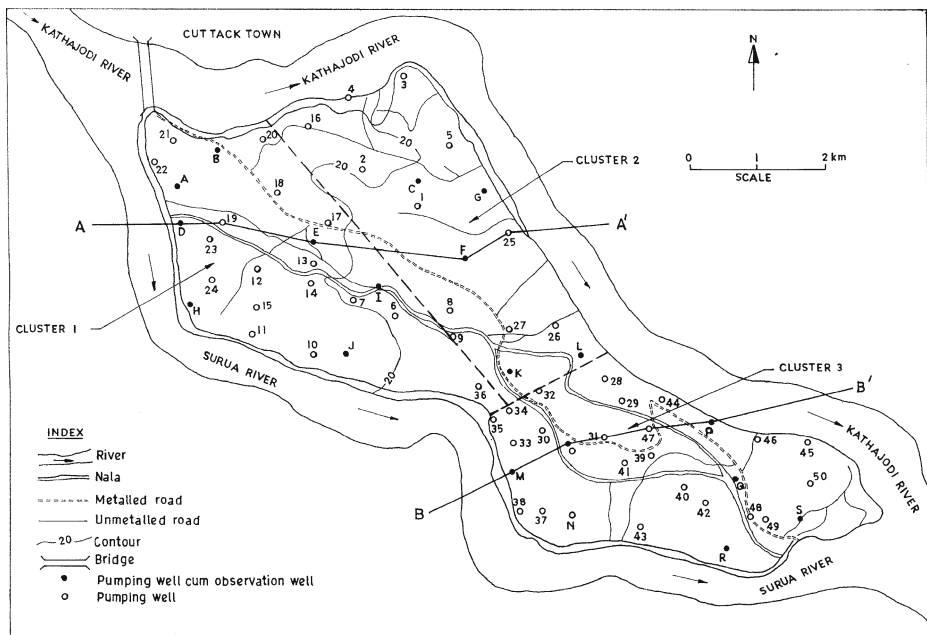 CUTTACK TOWN
KATHAJODI RIVER
KATHAJODI RIVER
N
0 1 2 km
SCALE
CLUSTER 2
3
4
16
20
20
5
21
B
2
20
22
A
18
C
1
G
A
D
19
17
E
F
25
A'
23
13
24
12
14
I
7
6
8
H
15
11
CLUSTER 1
10
J
9
27
26
L
20
SURUA RIVER
K
CLUSTER 3
36
32
28
29
44
B'
35
34
33
30
31
47
P
46
45
KATHAJODI RIVER
M
41
39
Q
50
B
38
37
N
40
42
48
49
S
43
R
SURUA RIVER
INDEX
River
Nala
Metalled road
Unmetalled road
20 Contour
Bridge
Pumping well cum observation well
Pumping well